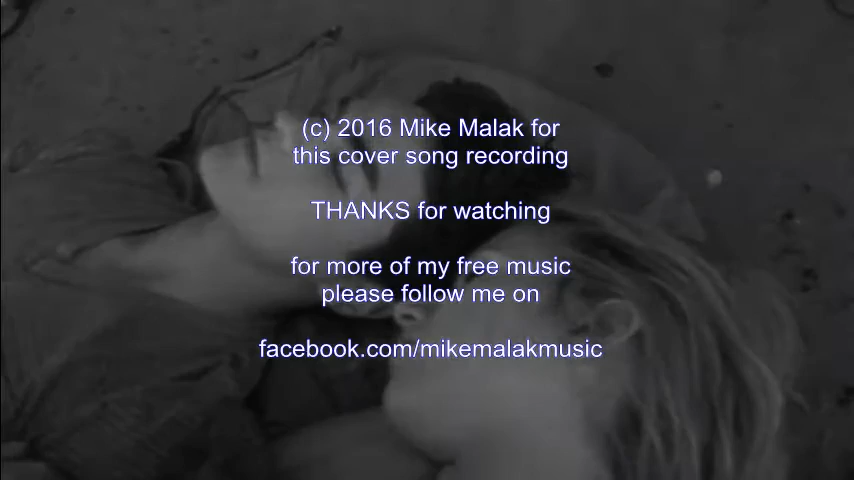 (c) 2016 Mike Malak for
this cover song recording
THANKS for watching
for more of my free music
please follow me on
facebook.com/mikemalakmusic